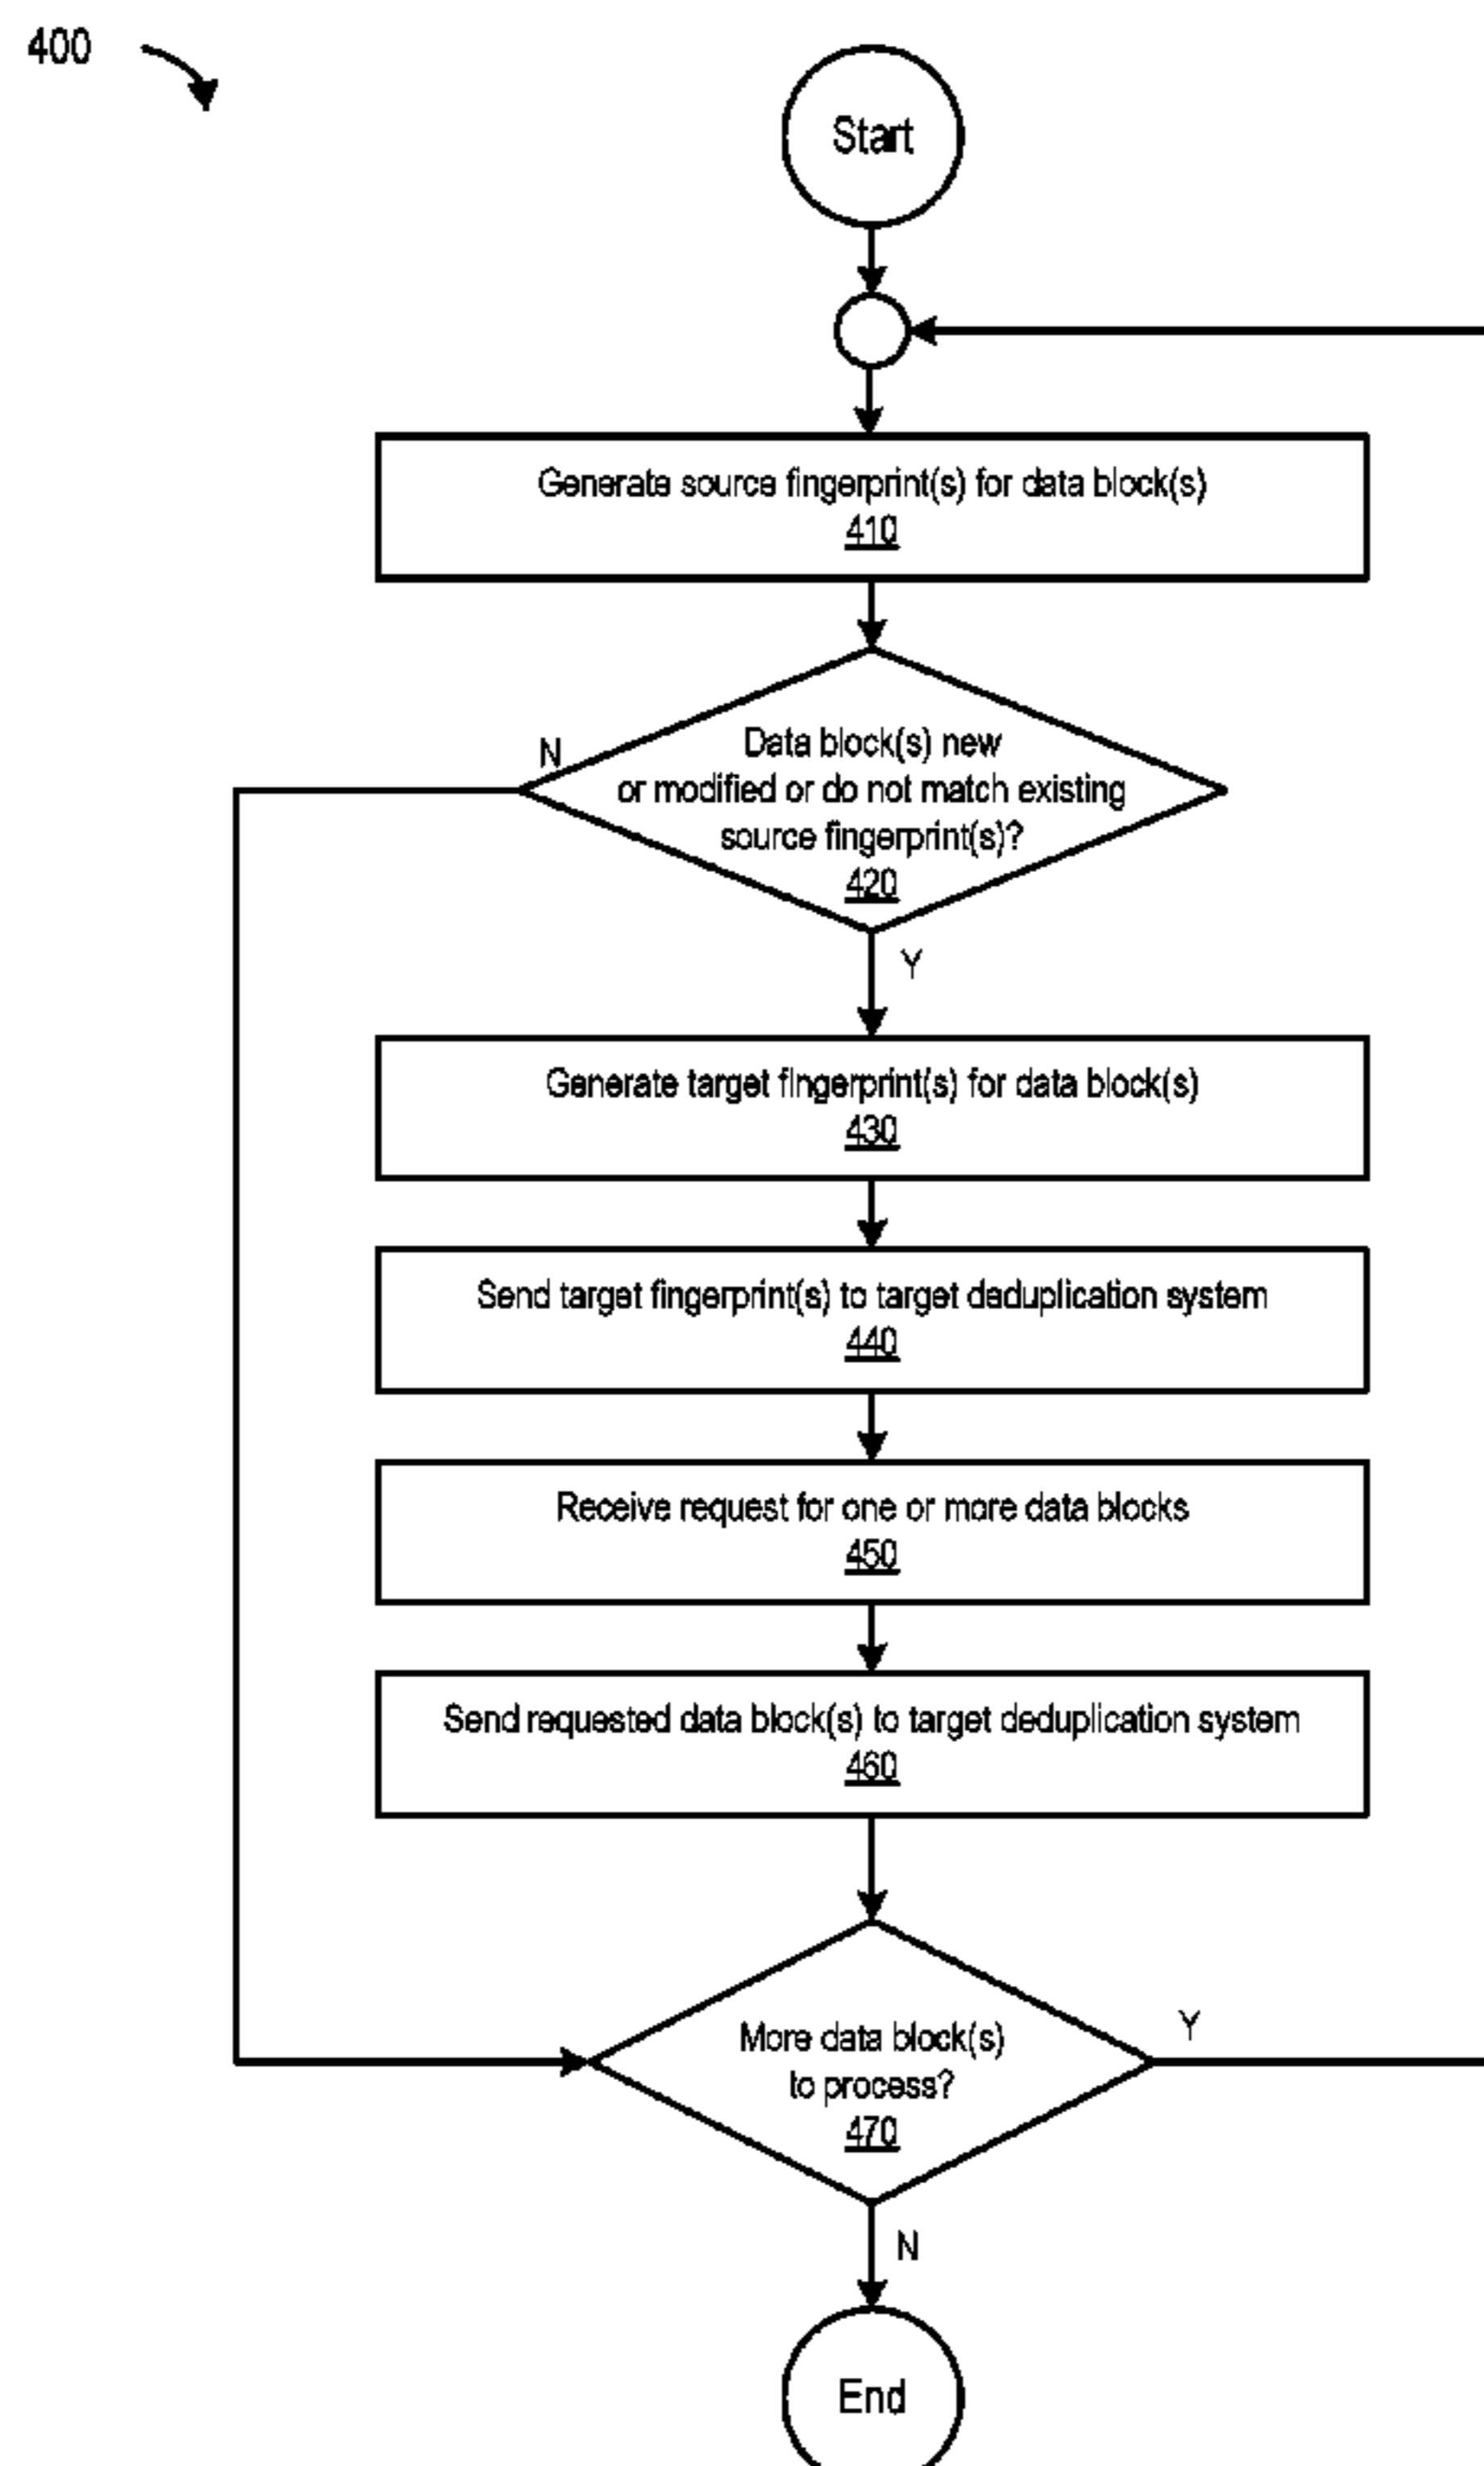 400
Start
Generate source fingerprint(s) for data block(s)
410
N
Data block(s) new
or modified or do not match existing
source fingerprint(s)?
420
Y
Generate target fingerprint(s) for data block(s)
430
Send target fingerprint(s) to target deduplication system
440
Receive request for one or more data blocks
450
Send requested data block(s) to target deduplication system
460
More data block(s)
to process?
470
Y
N
End